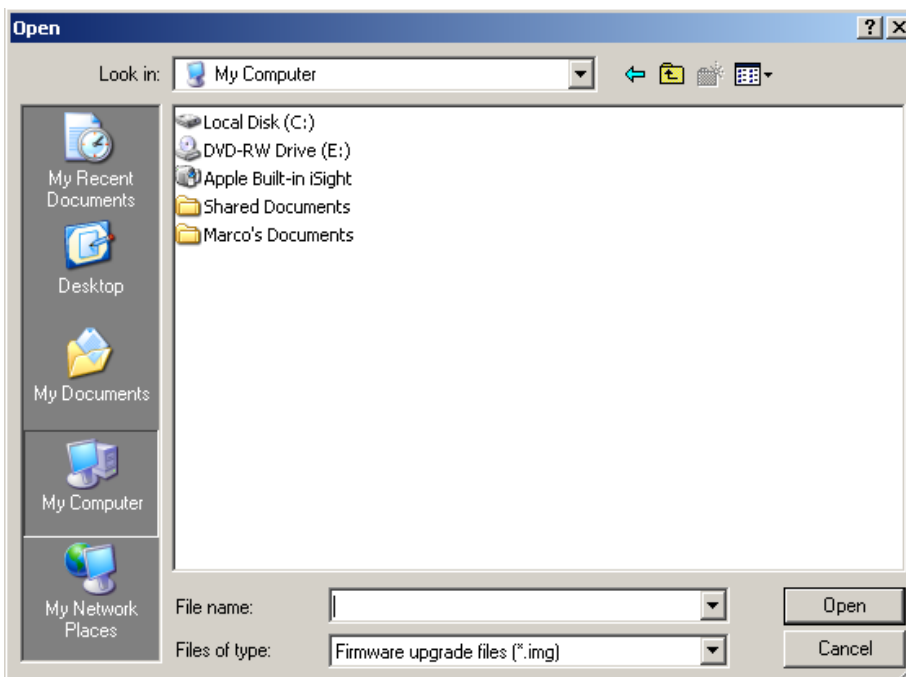 Open
Look in:
My Computer
My Recent
Documents
Desktop
My Documents
My Computer
My Network
Places
Local Disk (C:)
DVD-RW Drive (E:)
Apple Built-in iSight
Shared Documents
Marco's Documents
File name:
Open
Files of type:
Firmware upgrade files (*.img)
Cancel